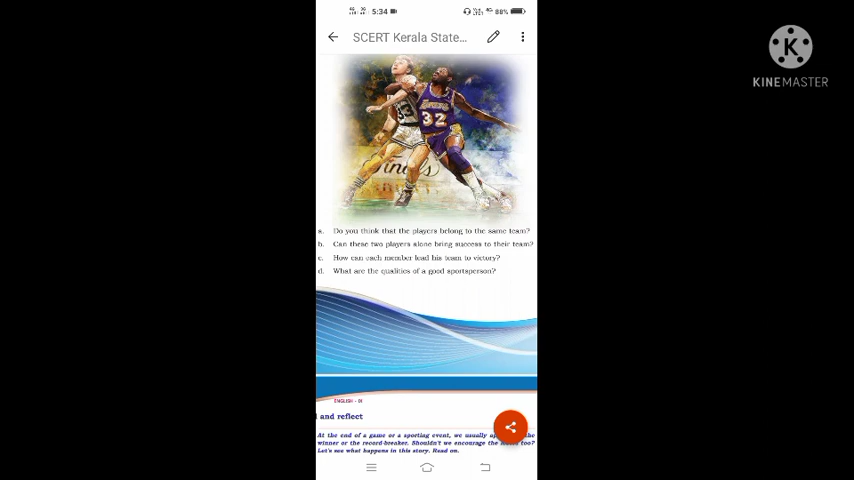 5:34
88%
SCERT Kerala State...
KINEMASTER
33
32
Finals
a. Do you think that the players belong to the same team?
b. Can these two players alone bring success to their team?
c. How can each member lead his team to victory?
d. What are the qualities of a good sportsperson?
ENGLISH - IX
and reflect
At the end of a game or a sporting event, we usually
winner or the record-breaker. Shouldn't we encourage the too?
Let's see what happens in this story. Read on.